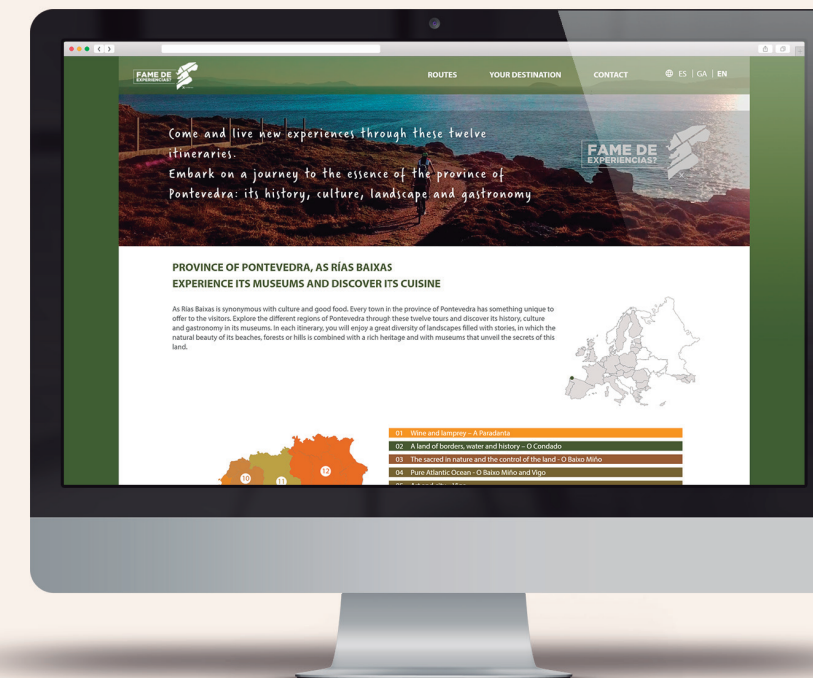 FAME DE
EXPERIENCIAS?
ROUTES
YOUR DESTINATION
CONTACT
ES | GA | EN
Come and live new experiences through these twelve
itineraries.
Embark on a journey to the essence of the province of
Pontevedra: its history, culture, landscape and gastronomy
FAME DE
EXPERIENCIAS?
PROVINCE OF PONTEVEDRA, AS RÍAS BAIXAS
EXPERIENCE ITS MUSEUMS AND DISCOVER ITS CUISINE
As Rías Baixas is synonymous with culture and good food. Every town in the province of Pontevedra has something unique to
offer to the visitors. Explore the different regions of Pontevedra through these twelve tours and discover its history, culture
and gastronomy in its museums. In each itinerary, you will enjoy a great diversity of landscapes filled with stories, in which the
natural beauty of its beaches, forests or hills is combined with a rich heritage and with museums that unveil the secrets of this
land.
01 Wine and lamprey – A Paradanta
02 A land of borders, water and history – O Condado
03 The sacred in nature and the control of the land - O Baixo Miño
04 Pure Atlantic Ocean - O Baixo Miño and Vigo
12
10
11